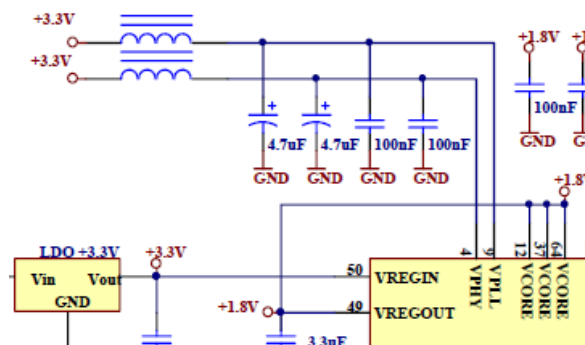 +3.3V
+1.8V
+3.3V
100nF
4.7uF 4.7uF 100nF 100nF
GND GND GND GND GND
+1.8V
LDO +3.3V
+3.3V
Vin Vout
GND
4 9 12 37 64
VPHY VPLL VCORE VCORE VCORE
50 VREGIN
+1.8V 49 VREGOUT
3.3uF